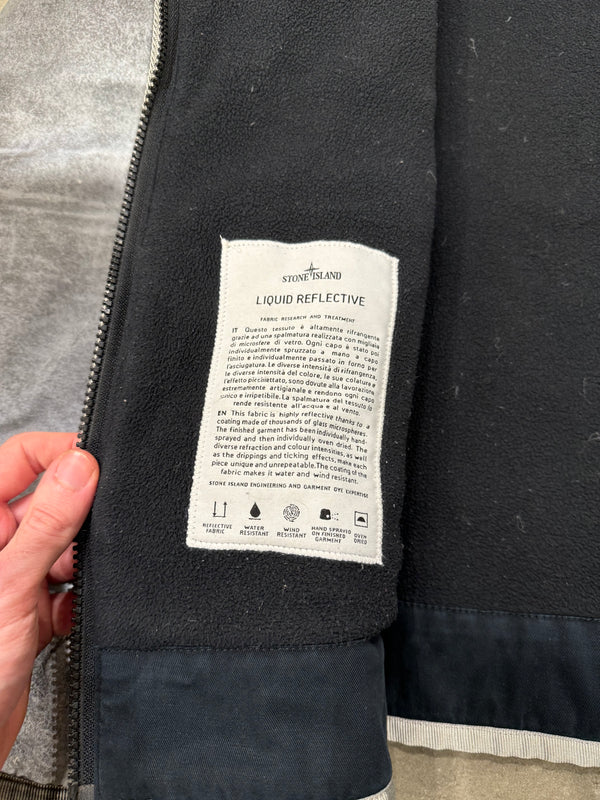 STONE ISLAND
LIQUID REFLECTIVE
FABRIC RESEARCH AND TREATMENT
IT Questo tessuto è altamente rifrangente
grazie ad una spalmatura realizzata con migliaia
di microsfere di vetro. Ogni capo è stato poi
individualmente spruzzato a mano a capo
finito e individualmente passato in forno per
l'asciugatura. Le diverse intensità di rifrangenza,
le diverse intensità del colore, le sue colature e
l'effetto picchiettato, sono dovute alla lavorazione
estremamente artigianale e rendono ogni capo
unico e irripetibile. La spalmatura del tessuto lo
rende resistente all'acqua e al vento.
EN This fabric is highly reflective thanks to a
coating made of thousands of glass microspheres.
The finished garment has been individually hand-
sprayed and then individually oven dried. The
diverse refraction and colour intensities, as well
as the drippings and ticking effects, make each
piece unique and unrepeatable. The coating of the
fabric makes it water and wind resistant.
STONE ISLAND ENGINEERING AND GARMENT DYE EXPERTISE
REFLECTIVE
FABRIC
WATER
RESISTANT
WIND
RESISTANT
HAND SPRAYED
ON FINISHED
GARMENT
OVEN
DRIED